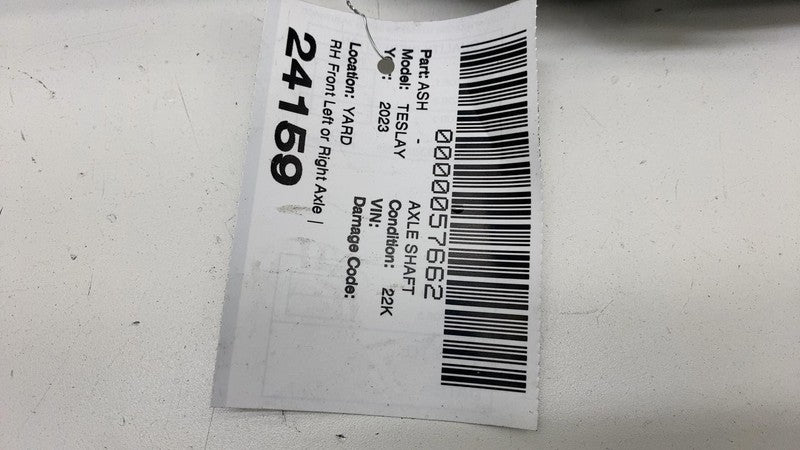 0000057662
Part: ASH - AXLE SHAFT
Model: TESLAY Condition: 22K
2023 VIN:
Damage Code:
Location: YARD
RH Front Left or Right Axle |
24159